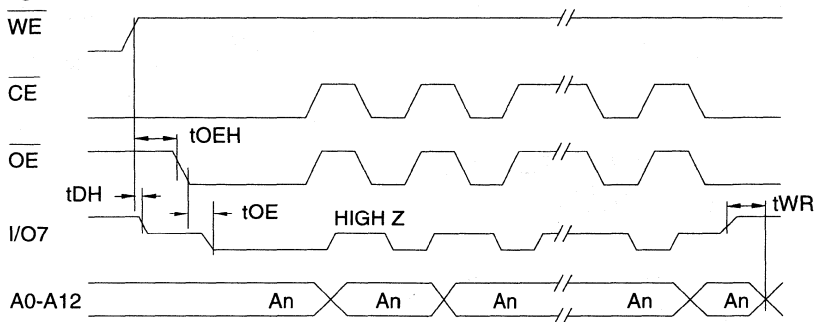 WE
CE
tOEH
OE
tDH
tOE
HIGH Z
tWR
I/O7
A0-A12 An An An An An